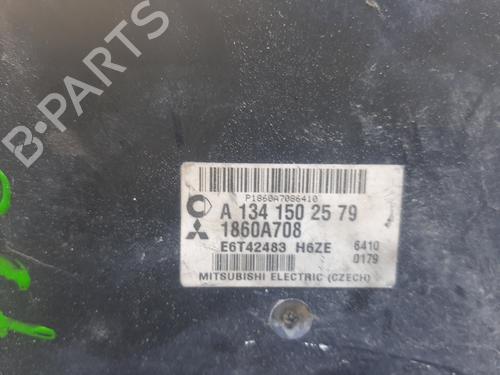 B-PARTS
P1860A7086410
A 134 150 25 79
1860A708
E6T42483 H6ZE 6410
0179
MITSUBISHI ELECTRIC (CZECH)